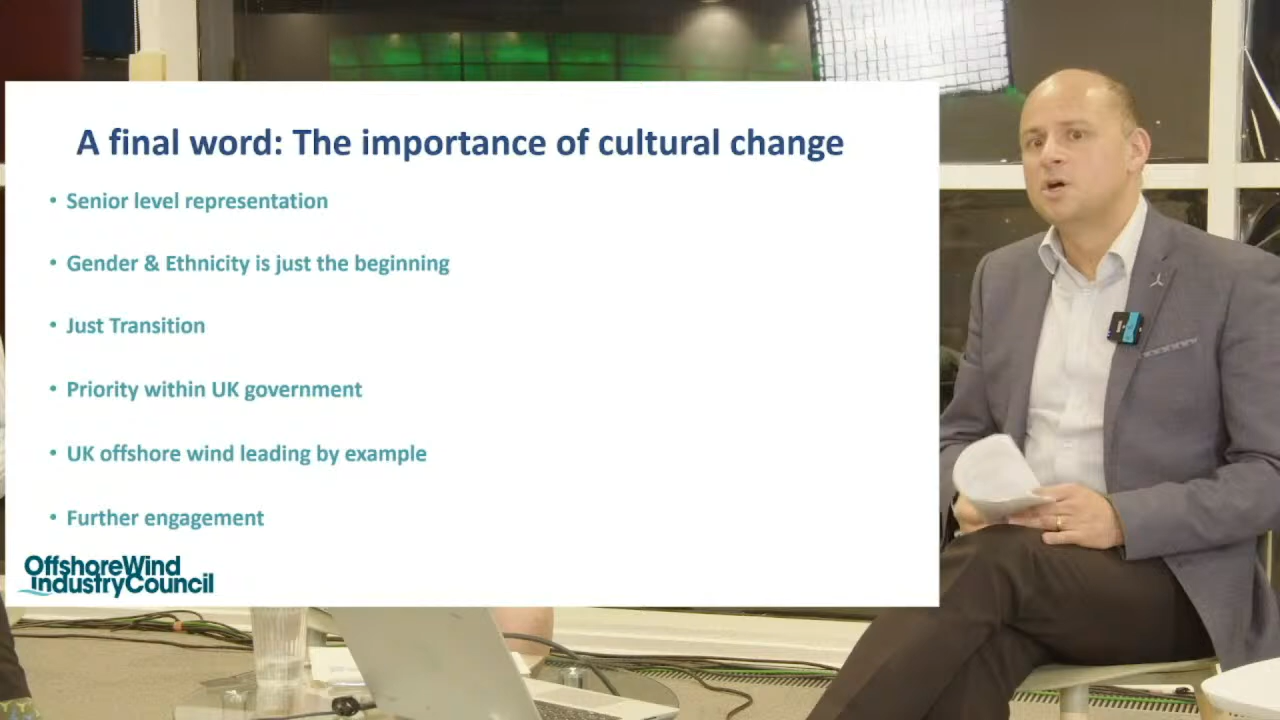 A final word: The importance of cultural change
• Senior level representation
• Gender & Ethnicity is just the beginning
• Just Transition
• Priority within UK government
• UK offshore wind leading by example
• Further engagement
OffshoreWind
IndustryCouncil